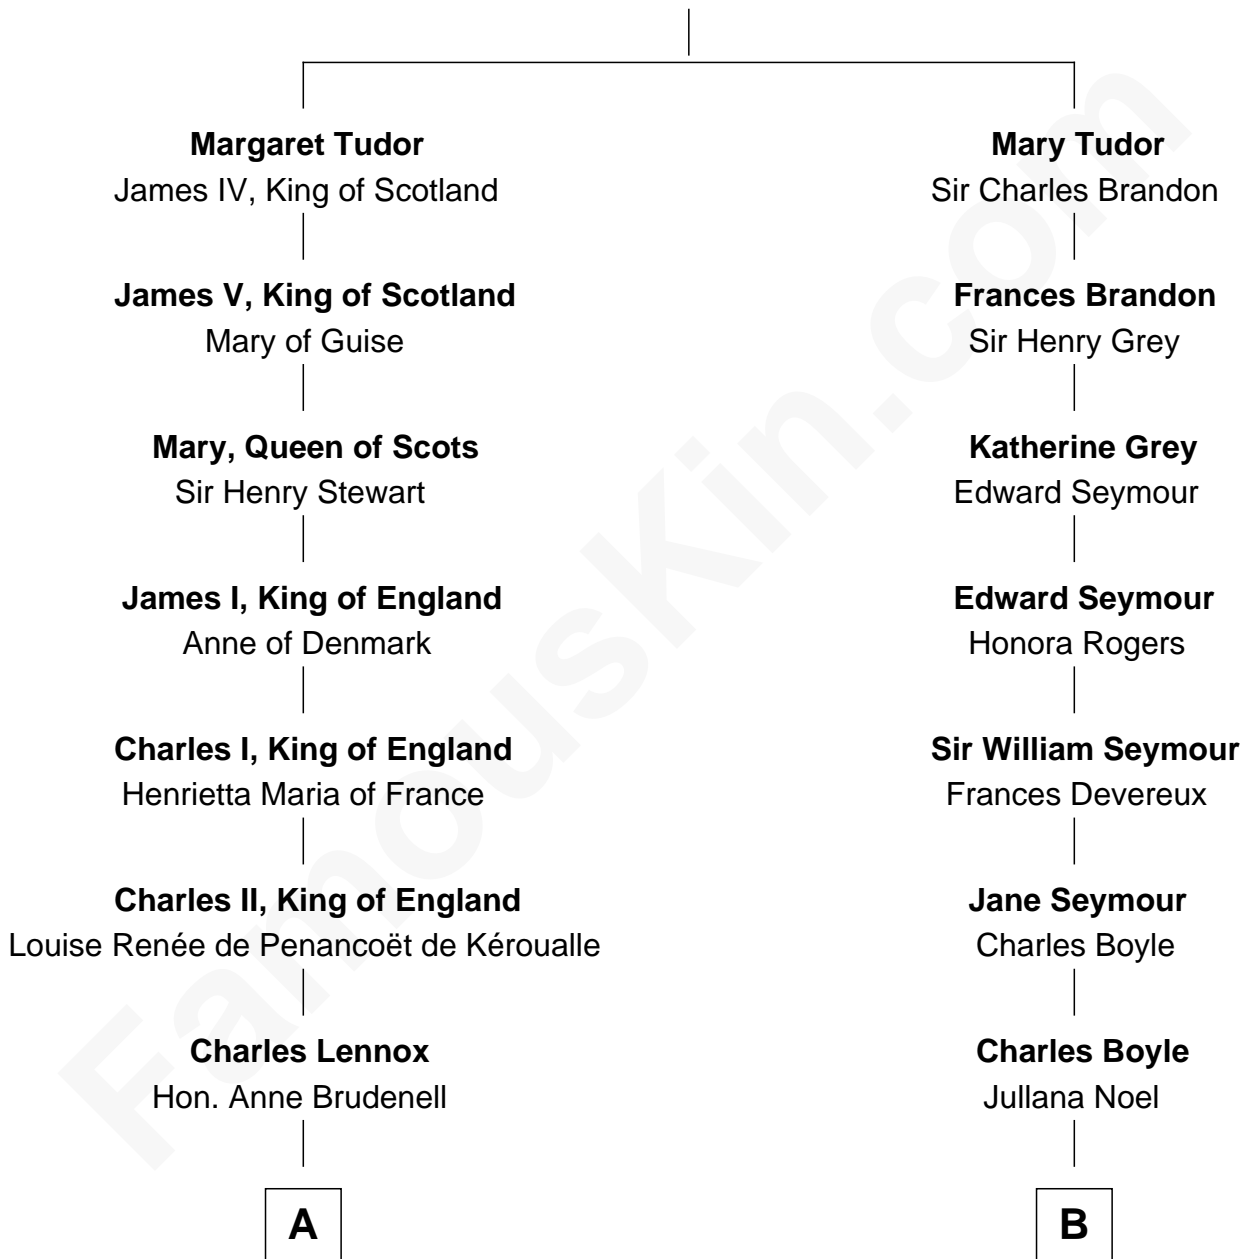 Margaret Tudor
James IV, King of Scotland
James V, King of Scotland
Mary of Guise
Mary, Queen of Scots
Sir Henry Stewart
James I, King of England
Anne of Denmark
Charles I, King of England
Henrietta Maria of France
Charles II, King of England
Louise Renée de Penancoët de Kéroualle
Charles Lennox
Hon. Anne Brudenell
A
Mary Tudor
Sir Charles Brandon
Frances Brandon
Sir Henry Grey
Katherine Grey
Edward Seymour
Edward Seymour
Honora Rogers
Sir William Seymour
Frances Devereux
Jane Seymour
Charles Boyle
Charles Boyle
Jullana Noel
B
FamousKin.com